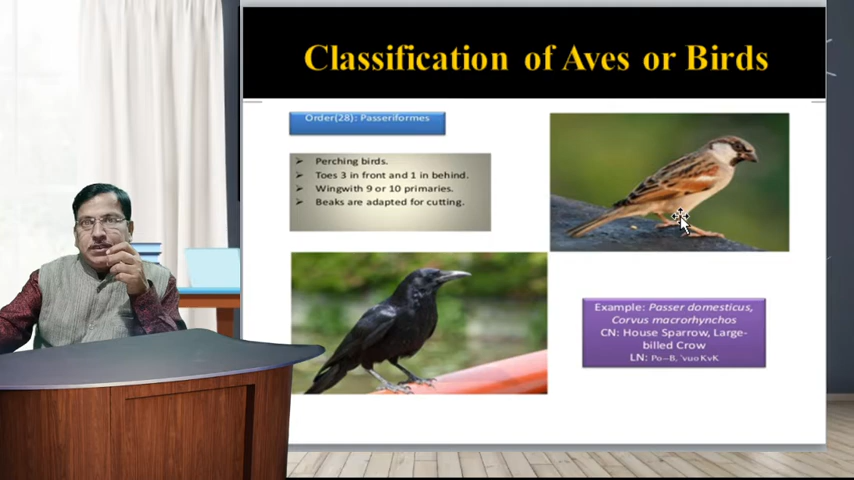 Classification of Aves or Birds
Order(28): Passeriformes
➢ Perching birds.
➢ Toes 3 in front and 1 in behind.
➢ Wingwith 9 or 10 primaries.
➢ Beaks are adapted for cutting.
Example: Passer domesticus,
Corvus macrorhynchos
CN: House Sparrow, Large-
billed Crow
LN: